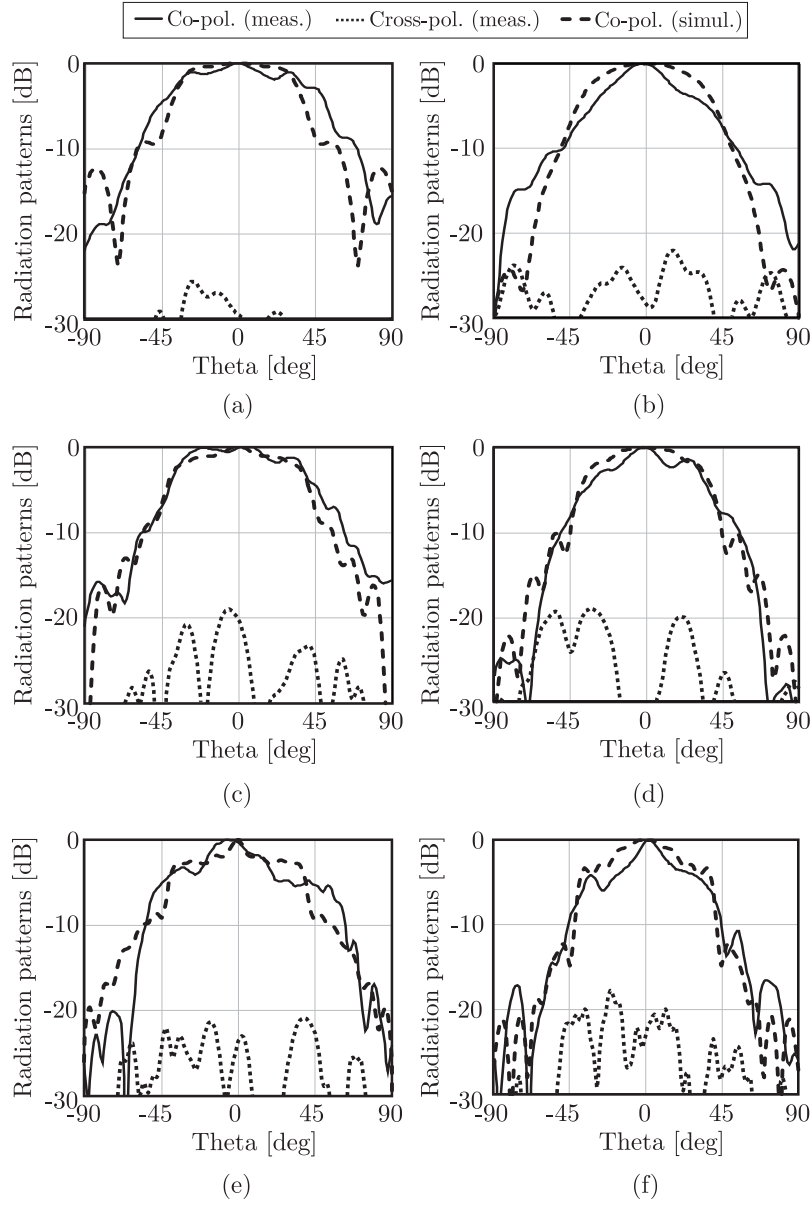 Co-pol. (meas.) Cross-pol. (meas.) Co-pol. (simul.)
Radiation patterns [dB]
0
-10
-20
-30
-90 -45 0 45 90
Theta [deg]
(a)
Radiation patterns [dB]
0
-10
-20
-30
-90 -45 0 45 90
Theta [deg]
(b)
Radiation patterns [dB]
0
-10
-20
-30
-90 -45 0 45 90
Theta [deg]
(c)
Radiation patterns [dB]
0
-10
-20
-30
-90 -45 0 45 90
Theta [deg]
(d)
Radiation patterns [dB]
0
-10
-20
-30
-90 -45 0 45 90
Theta [deg]
(e)
Radiation patterns [dB]
0
-10
-20
-30
-90 -45 0 45 90
Theta [deg]
(f)